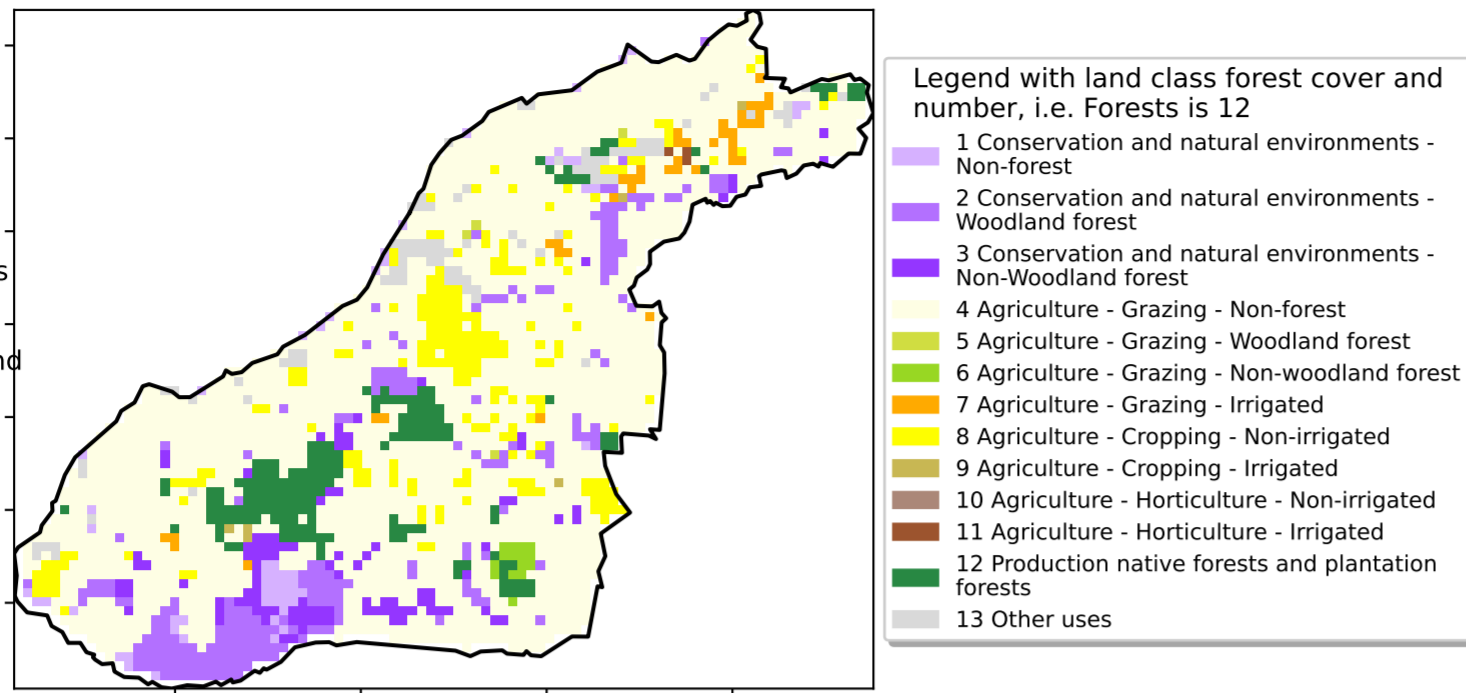 s
nd
Legend with land class forest cover and
number, i.e. Forests is 12
1 Conservation and natural environments -
Non-forest
2 Conservation and natural environments -
Woodland forest
3 Conservation and natural environments -
Non-Woodland forest
4 Agriculture - Grazing - Non-forest
5 Agriculture - Grazing - Woodland forest
6 Agriculture - Grazing - Non-woodland forest
7 Agriculture - Grazing - Irrigated
8 Agriculture - Cropping - Non-irrigated
9 Agriculture - Cropping - Irrigated
10 Agriculture - Horticulture - Non-irrigated
11 Agriculture - Horticulture - Irrigated
12 Production native forests and plantation
forests
13 Other uses